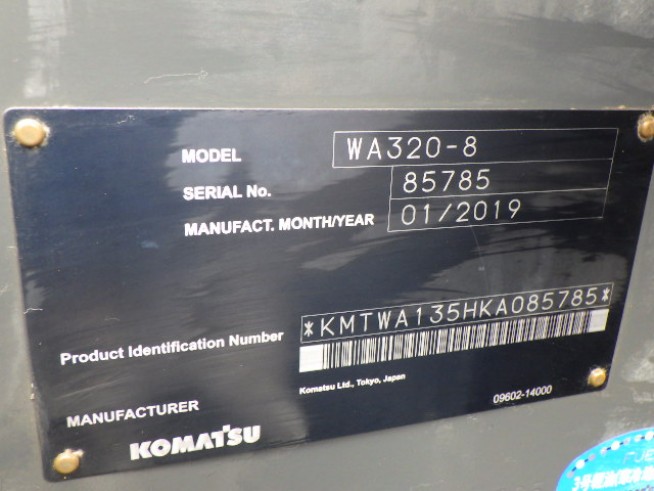 MODEL WA320-8
SERIAL No. 85785
MANUFACT. MONTH/YEAR 01/2019
Product Identification Number *KMTWA135HKA085785*
Komatsu Ltd., Tokyo, Japan
MANUFACTURER KOMATSU
09602-14000